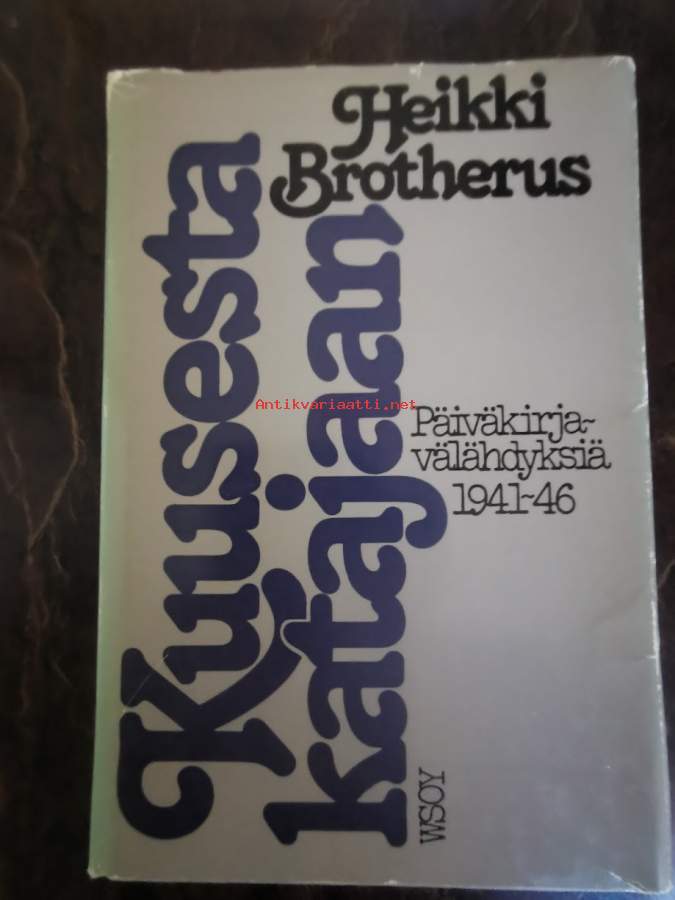 Heikki
Brotherus
Kuusesta
katajaan
Päiväkirja-
välähdyksiä
1941-46
WSOY
Antikvariaatti.net